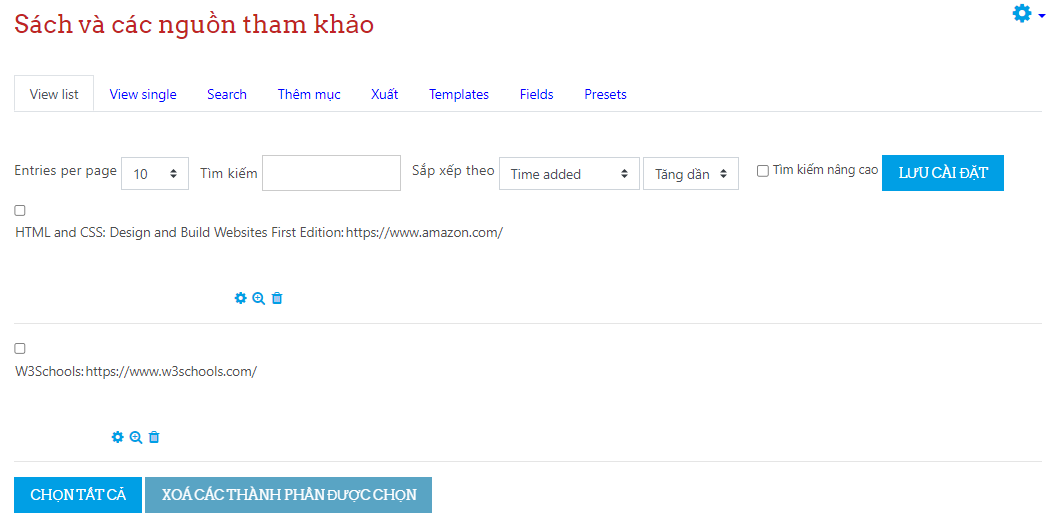 Sách và các nguồn tham khảo
View list View single Search Thêm mục Xuất Templates Fields Presets
Entries per page 10 Tìm kiếm Sắp xếp theo Time added Tăng dần Tìm kiếm nâng cao LƯU CÀI ĐẶT
HTML and CSS: Design and Build Websites First Edition: https://www.amazon.com/
W3Schools: https://www.w3schools.com/
CHỌN TẤT CẢ XOÁ CÁC THÀNH PHẦN ĐƯỢC CHỌN